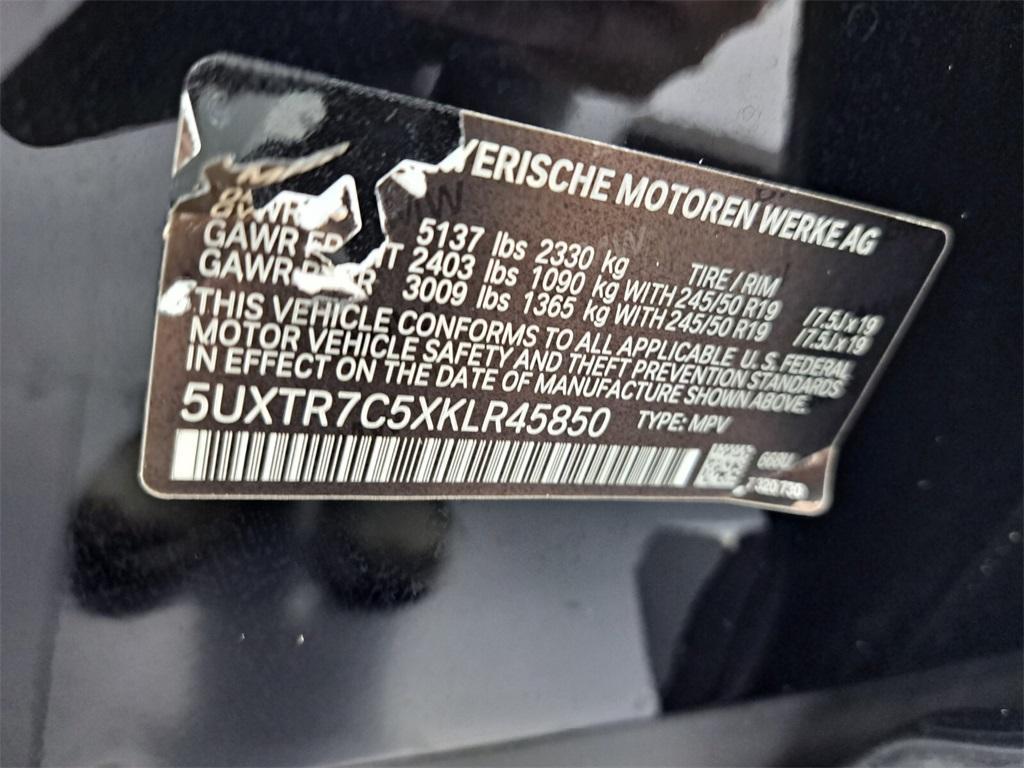 YERISCHE MOTOREN WERKE AG
5137 lbs 2330 kg TIRE / RIM
GAWR 2403 lbs 1090 kg WITH 245/50 R19 /7.5Jx19
GAWR 3009 lbs 1365 kg WITH 245/50 R19 /7.5Jx19
THIS VEHICLE CONFORMS TO ALL APPLICABLE U.S. FEDERAL
MOTOR VEHICLE SAFETY AND THEFT PREVENTION STANDARDS
IN EFFECT ON THE DATE OF MANUFACTURE SHOWN ABOVE.
5UXTR7C5XKLR45850 TYPE: MPV